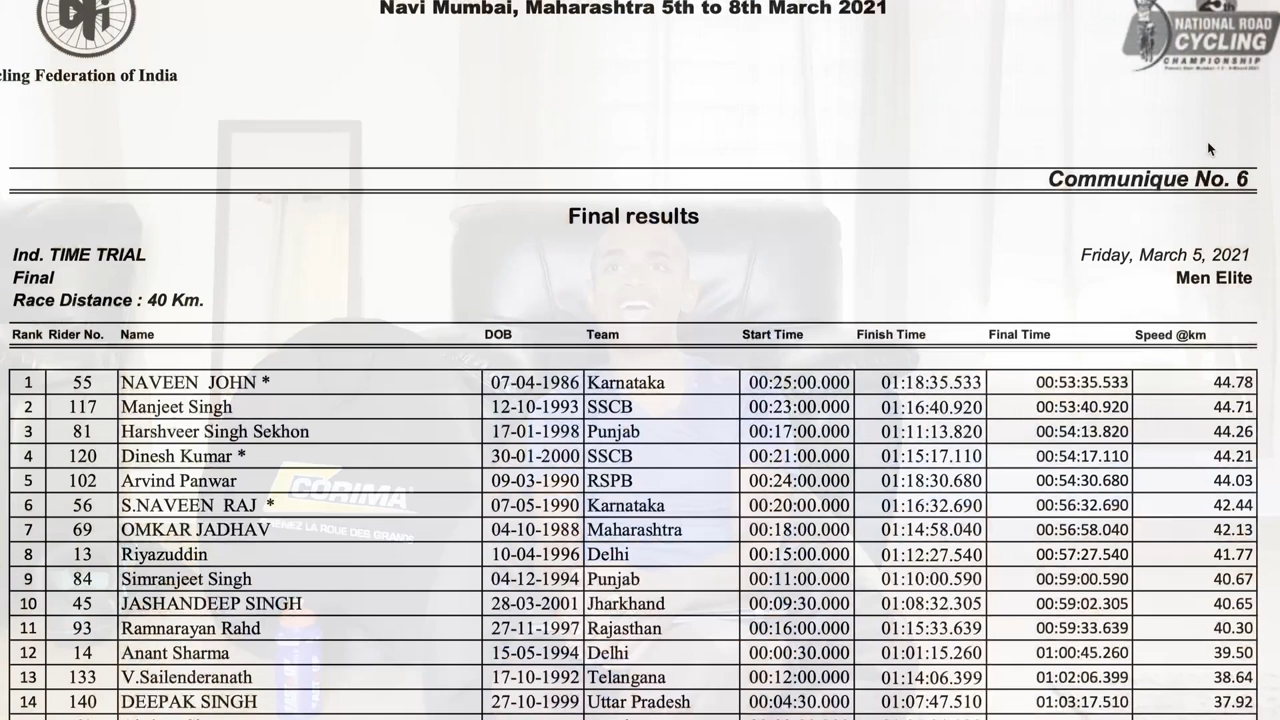 Navi Mumbai, Maharashtra 5th to 8th March 2021
NATIONAL ROAD
CYCLING
CHAMPIONSHIP
cling Federation of India
Communique No. 6
Final results
Ind. TIME TRIAL
Friday, March 5, 2021
Final
Men Elite
Race Distance : 40 Km.
Rank Rider No. Name DOB Team Start Time Finish Time Final Time Speed @km
1 55 NAVEEN JOHN * 07-04-1986 Karnataka 00:25:00.000 01:18:35.533 00:53:35.533 44.78
2 117 Manjeet Singh 12-10-1993 SSCB 00:23:00.000 01:16:40.920 00:53:40.920 44.71
3 81 Harshveer Singh Sekhon 17-01-1998 Punjab 00:17:00.000 01:11:13.820 00:54:13.820 44.26
4 120 Dinesh Kumar * 30-01-2000 SSCB 00:21:00.000 01:15:17.110 00:54:17.110 44.21
5 102 Arvind Panwar 09-03-1990 RSPB 00:24:00.000 01:18:30.680 00:54:30.680 44.03
6 56 S.NAVEEN RAJ * 07-05-1990 Karnataka 00:20:00.000 01:16:32.690 00:56:32.690 42.44
7 69 OMKAR JADHAV 04-10-1988 Maharashtra 00:18:00.000 01:14:58.040 00:56:58.040 42.13
8 13 Riyazuddin 10-04-1996 Delhi 00:15:00.000 01:12:27.540 00:57:27.540 41.77
9 84 Simranjeet Singh 04-12-1994 Punjab 00:11:00.000 01:10:00.590 00:59:00.590 40.67
10 45 JASHANDEEP SINGH 28-03-2001 Jharkhand 00:09:30.000 01:08:32.305 00:59:02.305 40.65
11 93 Ramnarayan Rahd 27-11-1997 Rajasthan 00:16:00.000 01:15:33.639 00:59:33.639 40.30
12 14 Anant Sharma 15-05-1994 Delhi 00:00:30.000 01:01:15.260 01:00:45.260 39.50
13 133 V.Sailenderanath 17-10-1992 Telangana 00:12:00.000 01:14:06.399 01:02:06.399 38.64
14 140 DEEPAK SINGH 27-10-1999 Uttar Pradesh 00:04:30.000 01:07:47.510 01:03:17.510 37.92
CORIMA
LA ROUE DES